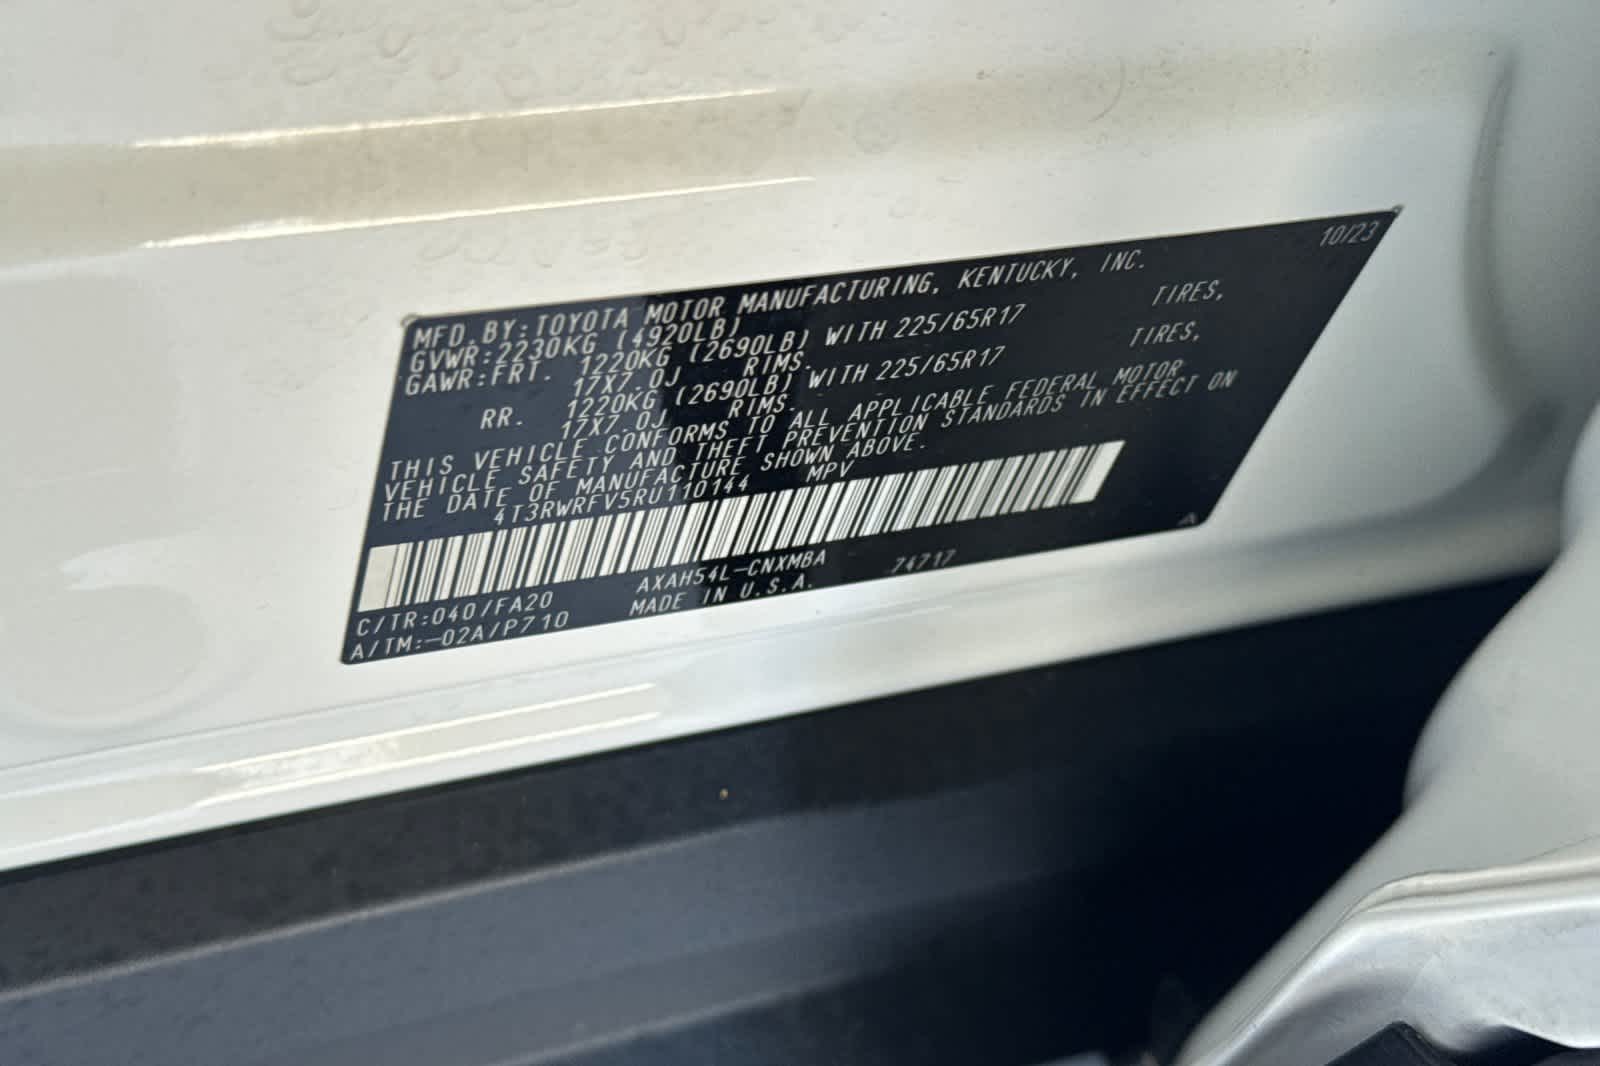 10/23
MFD.BY:TOYOTA MOTOR MANUFACTURING, KENTUCKY, INC.
GVWR:2230KG (4920LB)
GAWR:FRT. 1220KG (2690LB) WITH 225/65R17 TIRES,
17X7.0J RIMS.
RR. 1220KG (2690LB) WITH 225/65R17 TIRES,
17X7.0J RIMS.
THIS VEHICLE CONFORMS TO ALL APPLICABLE FEDERAL MOTOR
VEHICLE SAFETY AND THEFT PREVENTION STANDARDS IN EFFECT ON
THE DATE OF MANUFACTURE SHOWN ABOVE.
4T3RWRFV5RU110144 MPV
C/TR:040/FA20 AXAH54L-CNXMBA 74717 A
A/TM:-02A/P710 MADE IN U.S.A.